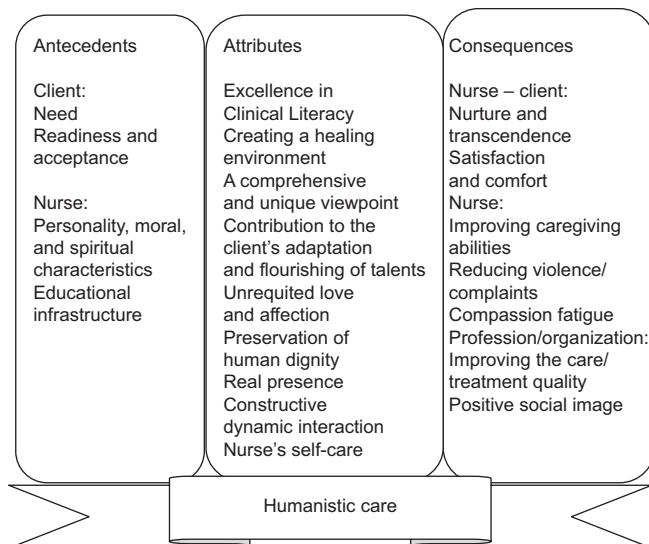 Antecedents
Client:
Need
Readiness and
acceptance
Nurse:
Personality, moral,
and spiritual
characteristics
Educational
infrastructure
Attributes
Excellence in
Clinical Literacy
Creating a healing
environment
A comprehensive
and unique viewpoint
Contribution to the
client's adaptation
and flourishing of talents
Unrequited love
and affection
Preservation of
human dignity
Real presence
Constructive
dynamic interaction
Nurse's self-care
Consequences
Nurse – client:
Nurture and
transcendence
Satisfaction
and comfort
Nurse:
Improving caregiving
abilities
Reducing violence/
complaints
Compassion fatigue
Profession/organization:
Improving the care/
treatment quality
Positive social image
Humanistic care